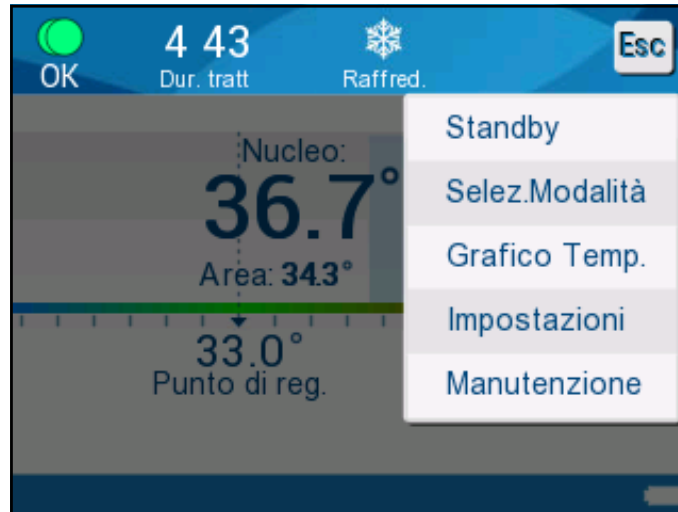 OK
4 43
Dur. tratt
Raffred.
Esc
Nucleo:
36.7°
Area: 34.3°
33.0°
Punto di reg.
Standby
Selez.Modalità
Grafico Temp.
Impostazioni
Manutenzione